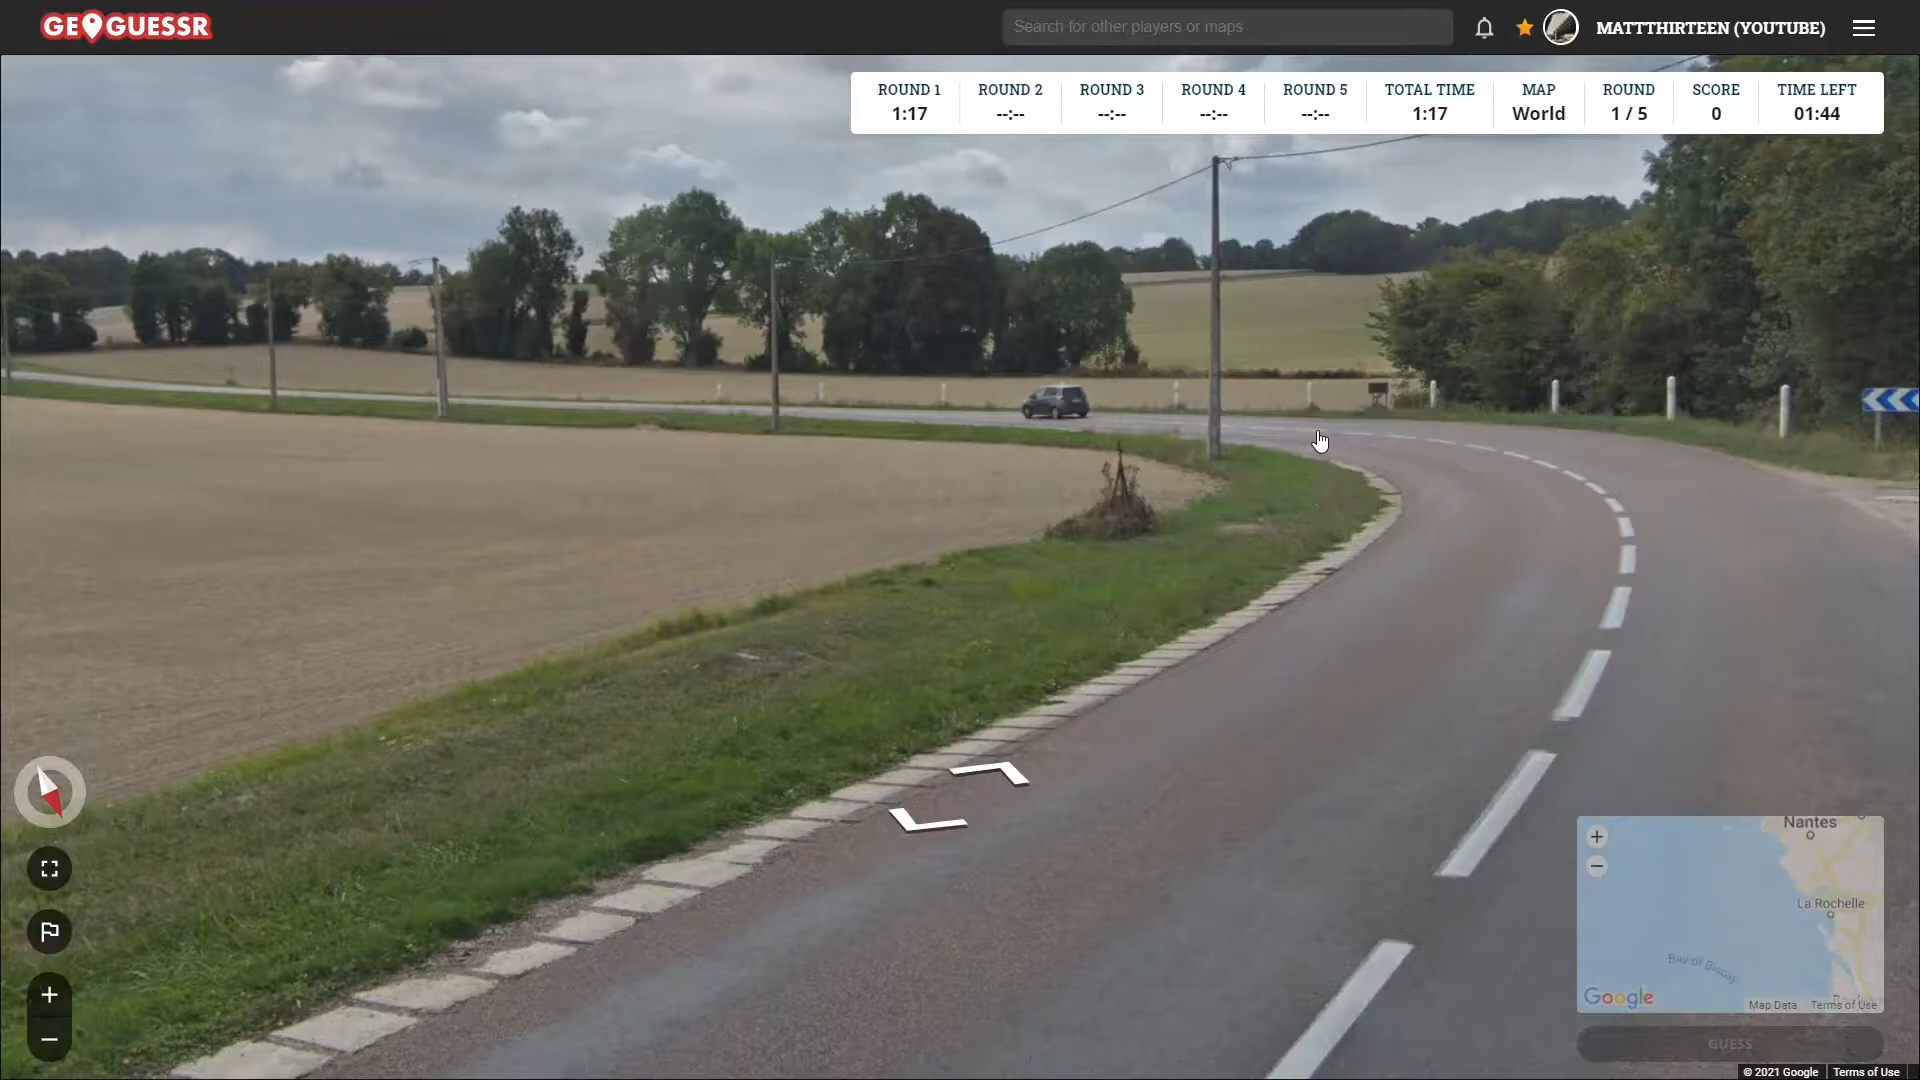 GEOGUESSR
Search for other players or maps
MATTTHIRTEEN (YOUTUBE)
ROUND 1 ROUND 2 ROUND 3 ROUND 4 ROUND 5 TOTAL TIME MAP ROUND SCORE TIME LEFT
1:17 --:-- --:-- --:-- --:-- 1:17 World 1 / 5 0 01:44
Nantes
La Rochelle
Bay of Biscay
Google
Map Data Terms of Use
GUESS
© 2021 Google Terms of Use